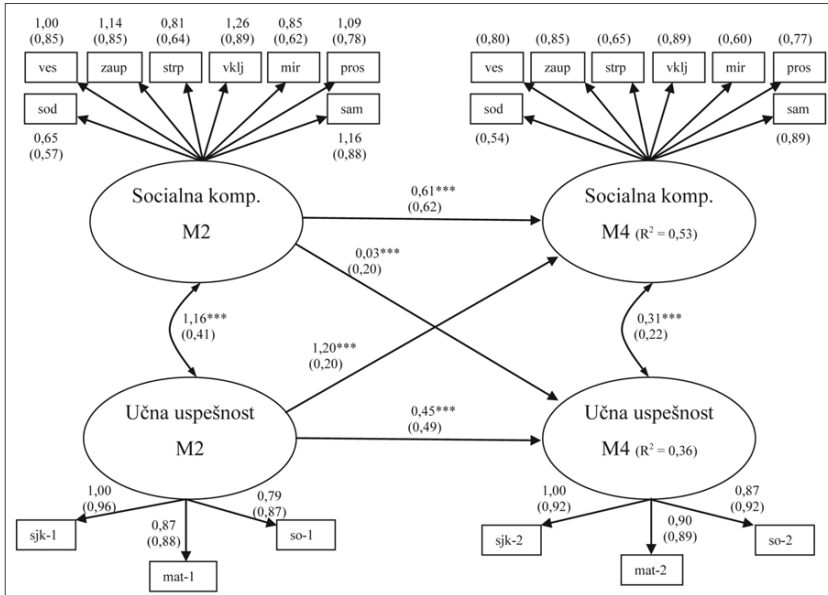 1,00 1,14 0,81 1,26 0,85 1,09
(0,85) (0,85) (0,64) (0,89) (0,62) (0,78)
ves zaup strp vklj mir pros
sod sam
0,65 1,16
(0,57) (0,88)
Socialna komp.
M2
(0,80) (0,85) (0,65) (0,89) (0,60) (0,77)
ves zaup strp vklj mir pros
sod sam
(0,54) (0,89)
Socialna komp.
M4 (R² = 0,53)
0,61***
(0,62)
0,03***
(0,20)
1,16***
(0,41)
1,20***
(0,20)
0,31***
(0,22)
0,45***
(0,49)
Učna uspešnost
M2
1,00 0,87 0,79
(0,96) (0,88) (0,87)
sjk-1 mat-1 so-1
Učna uspešnost
M4 (R² = 0,36)
1,00 0,90 0,87
(0,92) (0,89) (0,92)
sjk-2 mat-2 so-2